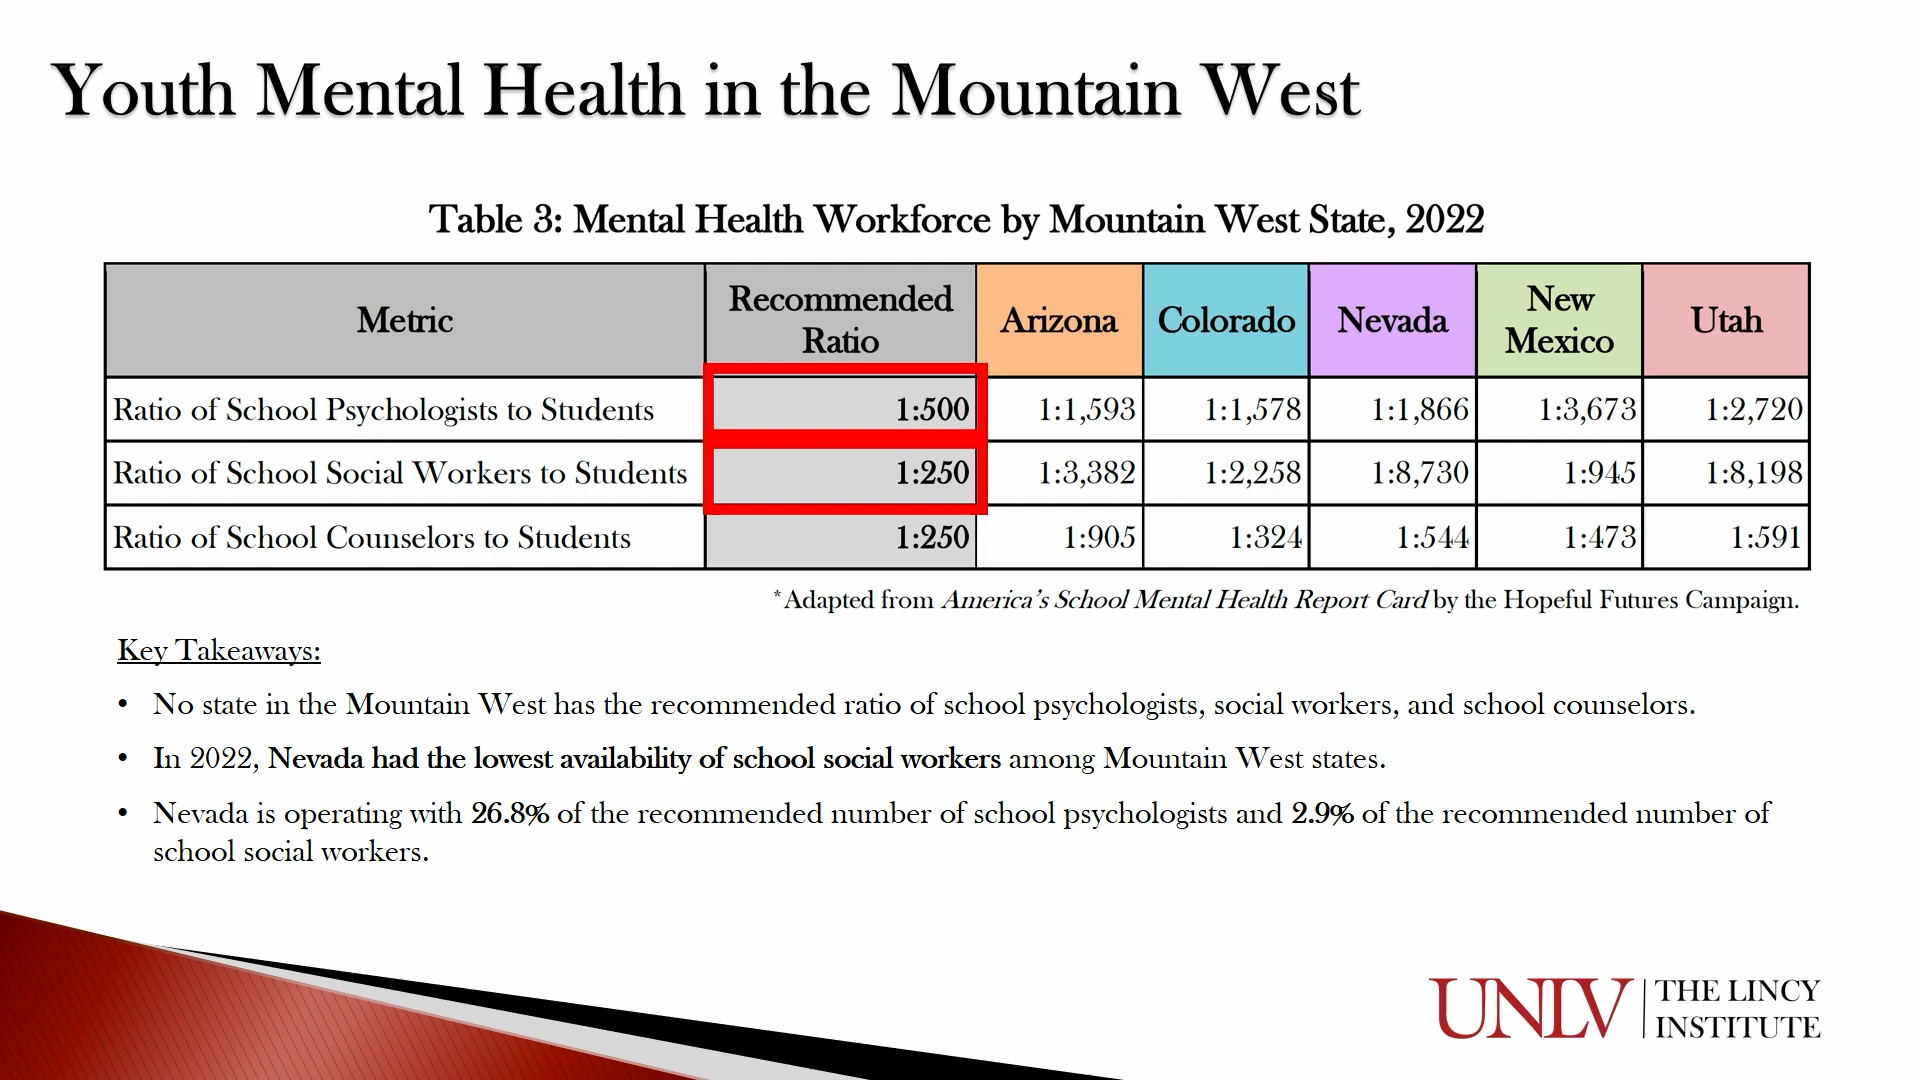 Youth Mental Health in the Mountain West
Table 3: Mental Health Workforce by Mountain West State, 2022
Metric Recommended Ratio Arizona Colorado Nevada New Mexico Utah
Ratio of School Psychologists to Students 1:500 1:1,593 1:1,578 1:1,866 1:3,673 1:2,720
Ratio of School Social Workers to Students 1:250 1:3,382 1:2,258 1:8,730 1:945 1:8,198
Ratio of School Counselors to Students 1:250 1:905 1:324 1:544 1:473 1:591
*Adapted from America's School Mental Health Report Card by the Hopeful Futures Campaign.
Key Takeaways:
• No state in the Mountain West has the recommended ratio of school psychologists, social workers, and school counselors.
• In 2022, Nevada had the lowest availability of school social workers among Mountain West states.
• Nevada is operating with 26.8% of the recommended number of school psychologists and 2.9% of the recommended number of
school social workers.
UNLV THE LINCY
INSTITUTE